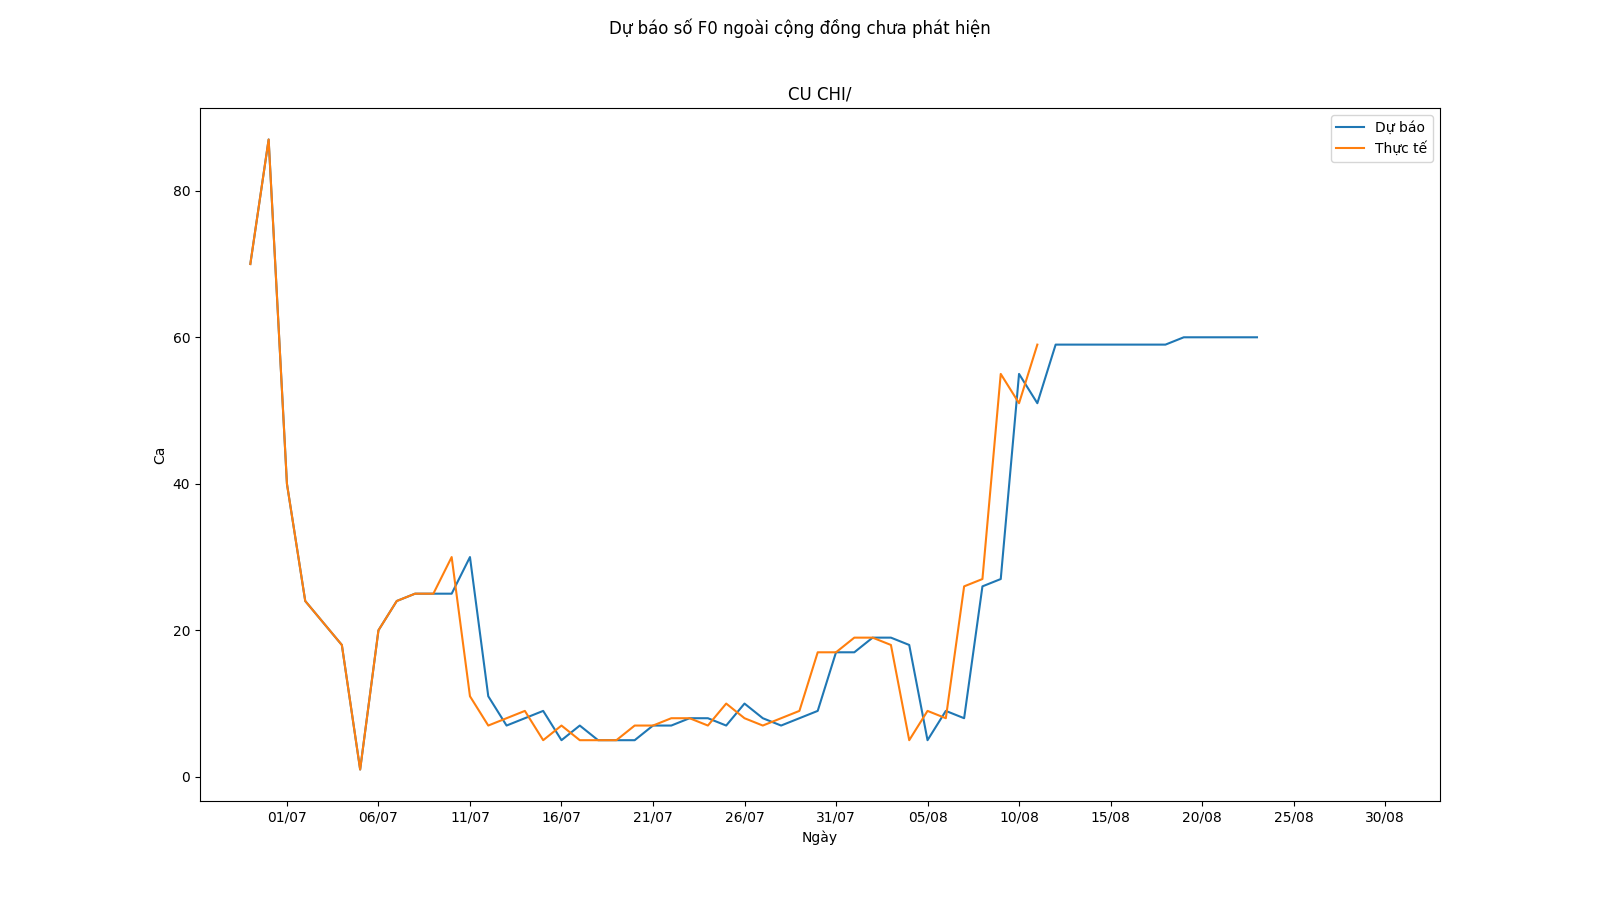 Dự báo số F0 ngoài cộng đồng chưa phát hiện
CU CHI/
Dự báo
Thực tế
80
60
40
20
0
Ca
01/07 06/07 11/07 16/07 21/07 26/07 31/07 05/08 10/08 15/08 20/08 25/08 30/08
Ngày